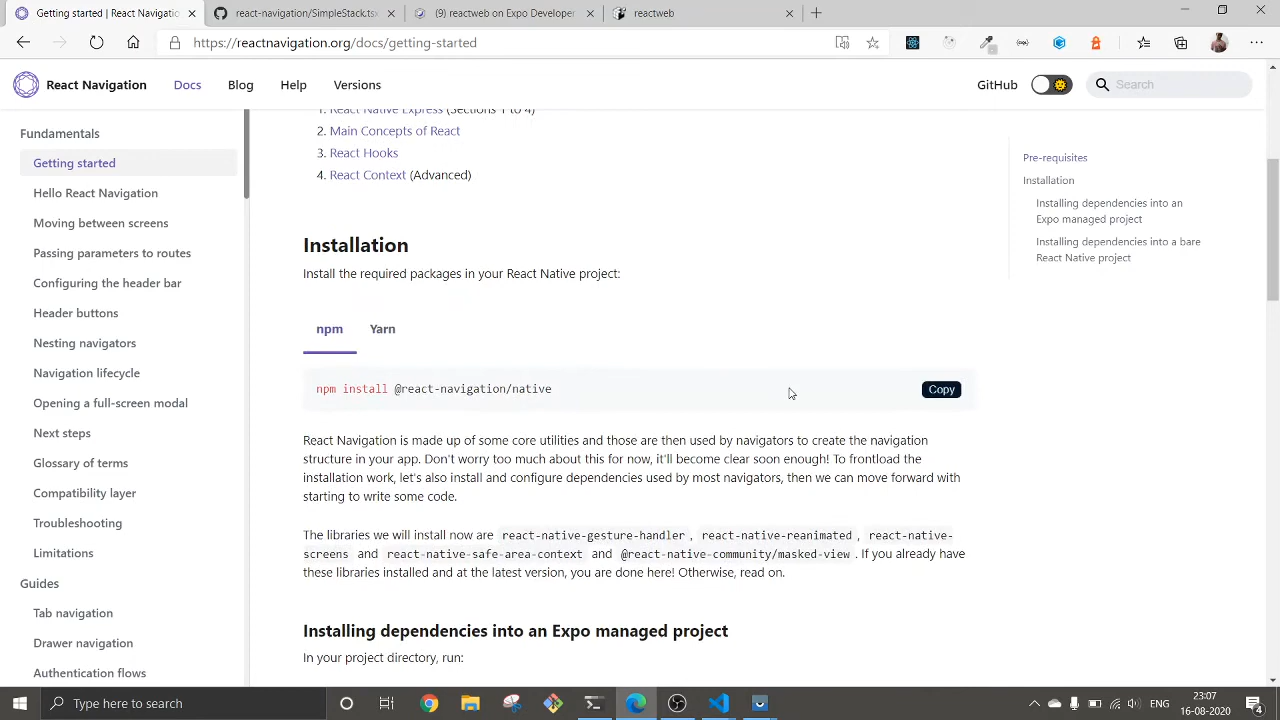 Getting started | React Navigatio
react-navigation/SimpleStack.tsx
(9) reactweb on Expo Developer
reactweb
https://reactnavigation.org/docs/getting-started
React Navigation
Docs
Blog
Help
Versions
GitHub
Search
Fundamentals
Getting started
Hello React Navigation
Moving between screens
Passing parameters to routes
Configuring the header bar
Header buttons
Nesting navigators
Navigation lifecycle
Opening a full-screen modal
Next steps
Glossary of terms
Compatibility layer
Troubleshooting
Limitations
Guides
Tab navigation
Drawer navigation
Authentication flows
1. React Native Express (Sections 1 to 4)
2. Main Concepts of React
3. React Hooks
4. React Context (Advanced)
Installation
Install the required packages in your React Native project:
npm Yarn
npm install @react-navigation/native
Copy
React Navigation is made up of some core utilities and those are then used by navigators to create the navigation
structure in your app. Don't worry too much about this for now, it'll become clear soon enough! To frontload the
installation work, let's also install and configure dependencies used by most navigators, then we can move forward with
starting to write some code.
The libraries we will install now are react-native-gesture-handler , react-native-reanimated , react-native-
screens and react-native-safe-area-context and @react-native-community/masked-view . If you already have
these libraries installed and at the latest version, you are done here! Otherwise, read on.
Installing dependencies into an Expo managed project
In your project directory, run:
Pre-requisites
Installation
Installing dependencies into an
Expo managed project
Installing dependencies into a bare
React Native project
Type here to search
ENG
23:07
16-08-2020
4